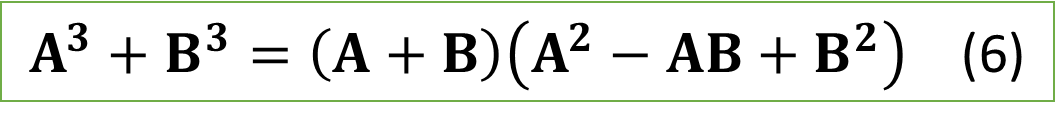 A³ + B³ = (A + B)(A² − AB + B²) (6)